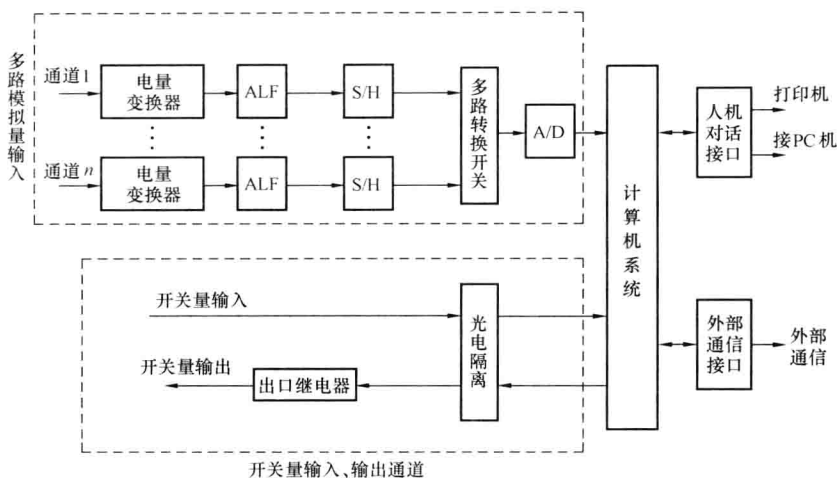 多路模拟量输入
通道1
电量
变换器
ALF
S/H
多路转换开关
A/D
通道n
电量
变换器
ALF
S/H
计算机系统
人机
对话
接口
打印机
接PC机
开关量输入
光电隔离
开关量输出
出口继电器
外部
通信
接口
外部
通信
开关量输入、输出通道